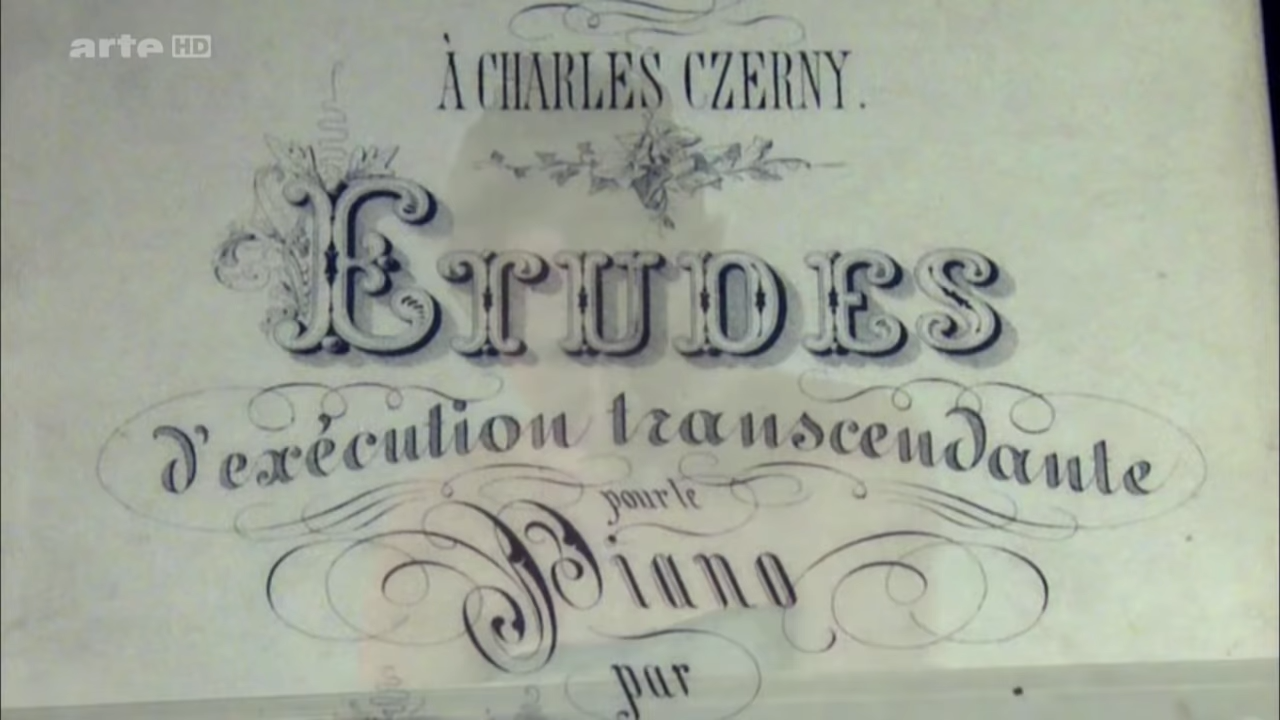 arte HD
À CHARLES CZERNY.
ETUDES
d'exécution transcendante
pour le
Piano
par